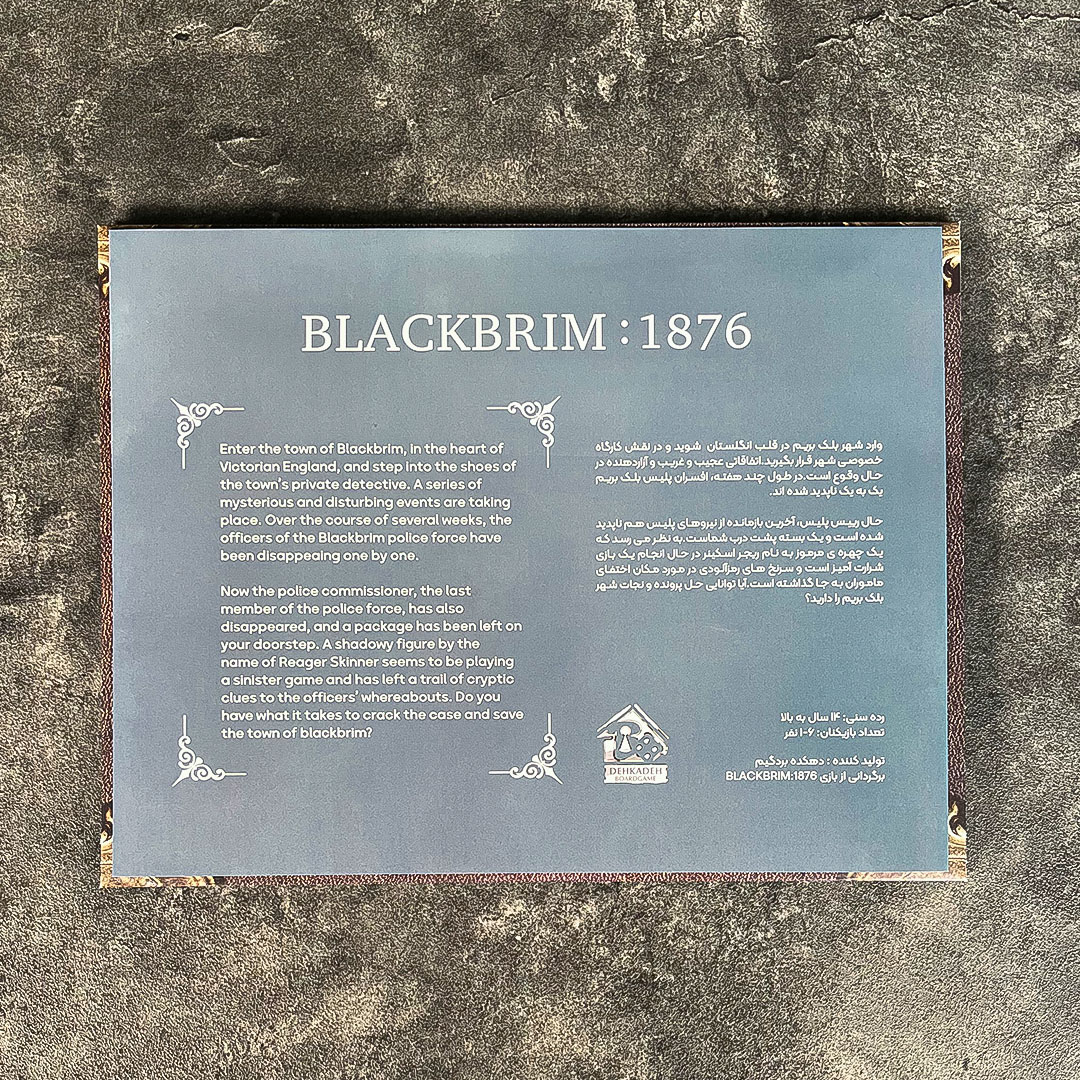 BLACKBRIM : 1876
Enter the town of Blackbrim, in the heart of
Victorian England, and step into the shoes of
the town's private detective. A series of
mysterious and disturbing events are taking
place. Over the course of several weeks, the
officers of the Blackbrim police force have
been disappeaing one by one.
Now the police commissioner, the last
member of the police force, has also
disappeared, and a package has been left on
your doorstep. A shadowy figure by the
name of Reager Skinner seems to be playing
a sinister game and has left a trail of cryptic
clues to the officers' whereabouts. Do you
have what it takes to crack the case and save
the town of blackbrim?
وارد شهر بلک بریم در قلب انگلستان شوید و در نقش کارگاه
خصوصی شهر قرار بگیرید.اتفاقاتی عجیب و غریب و آزاردهنده در
حال وقوع است.در طول چند هفته، افسران پلیس بلک بریم
یک به یک ناپدید شده اند.
حال رییس پلیس، آخرین بازمانده از نیروهای پلیس هم ناپدید
شده است و یک بسته پشت درب شماست.به نظر می رسد که
یک چهره ی مرموز به نام ریجر اسکینر در حال انجام یک بازی
شرارت آمیز است و سرنخ های رمزآلودی در مورد مکان اختفای
ماموران به جا گذاشته است.آیا توانایی حل پرونده و نجات شهر
بلک بریم را دارید؟
DEHKADEH
BOARDGAME
رده سنی: ۱۴ سال به بالا
تعداد بازیکنان: ۶-۱ نفر
تولید کننده : دهکده بردگیم
برگردانی از بازی BLACKBRIM:1876